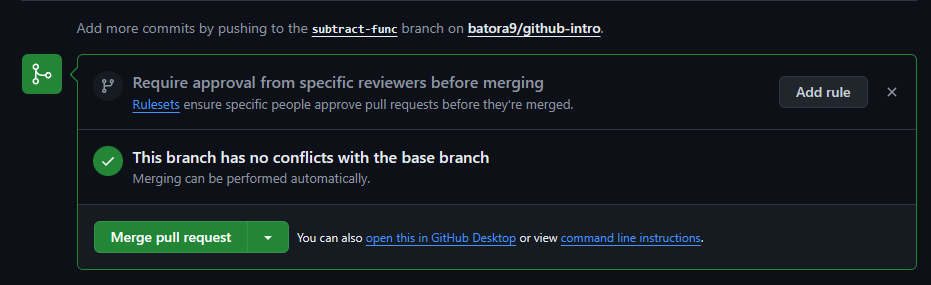 Add more commits by pushing to the subtract-func branch on batora9/github-intro.
Require approval from specific reviewers before merging
Rulesets ensure specific people approve pull requests before they're merged.
Add rule
This branch has no conflicts with the base branch
Merging can be performed automatically.
Merge pull request
You can also open this in GitHub Desktop or view command line instructions.